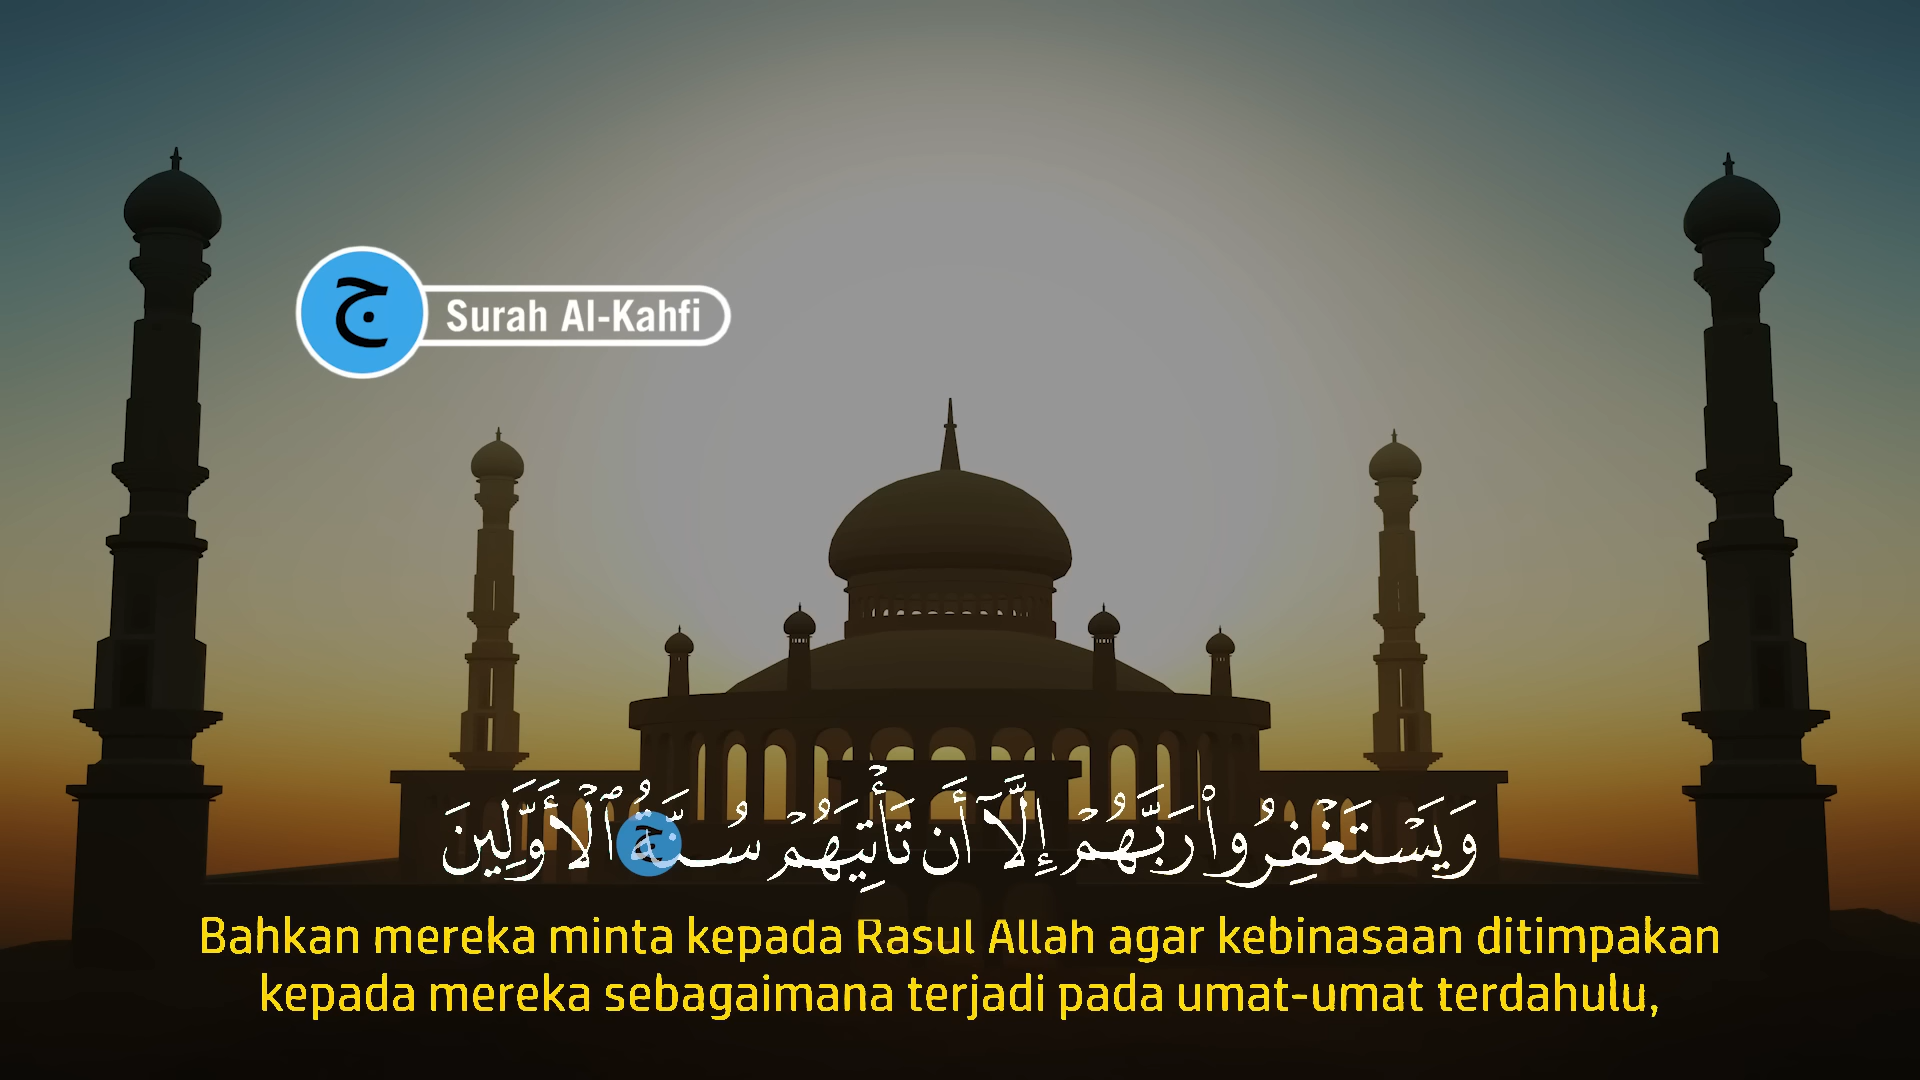 ج
Surah Al-Kahfi
وَيَسْتَغْفِرُوا۟ رَبَّهُمْ إِلَّآ أَن تَأْتِيَهُمْ سُنَّةُ ٱلْأَوَّلِينَ
ج
Bahkan mereka minta kepada Rasul Allah agar kebinasaan ditimpakan
kepada mereka sebagaimana terjadi pada umat-umat terdahulu,